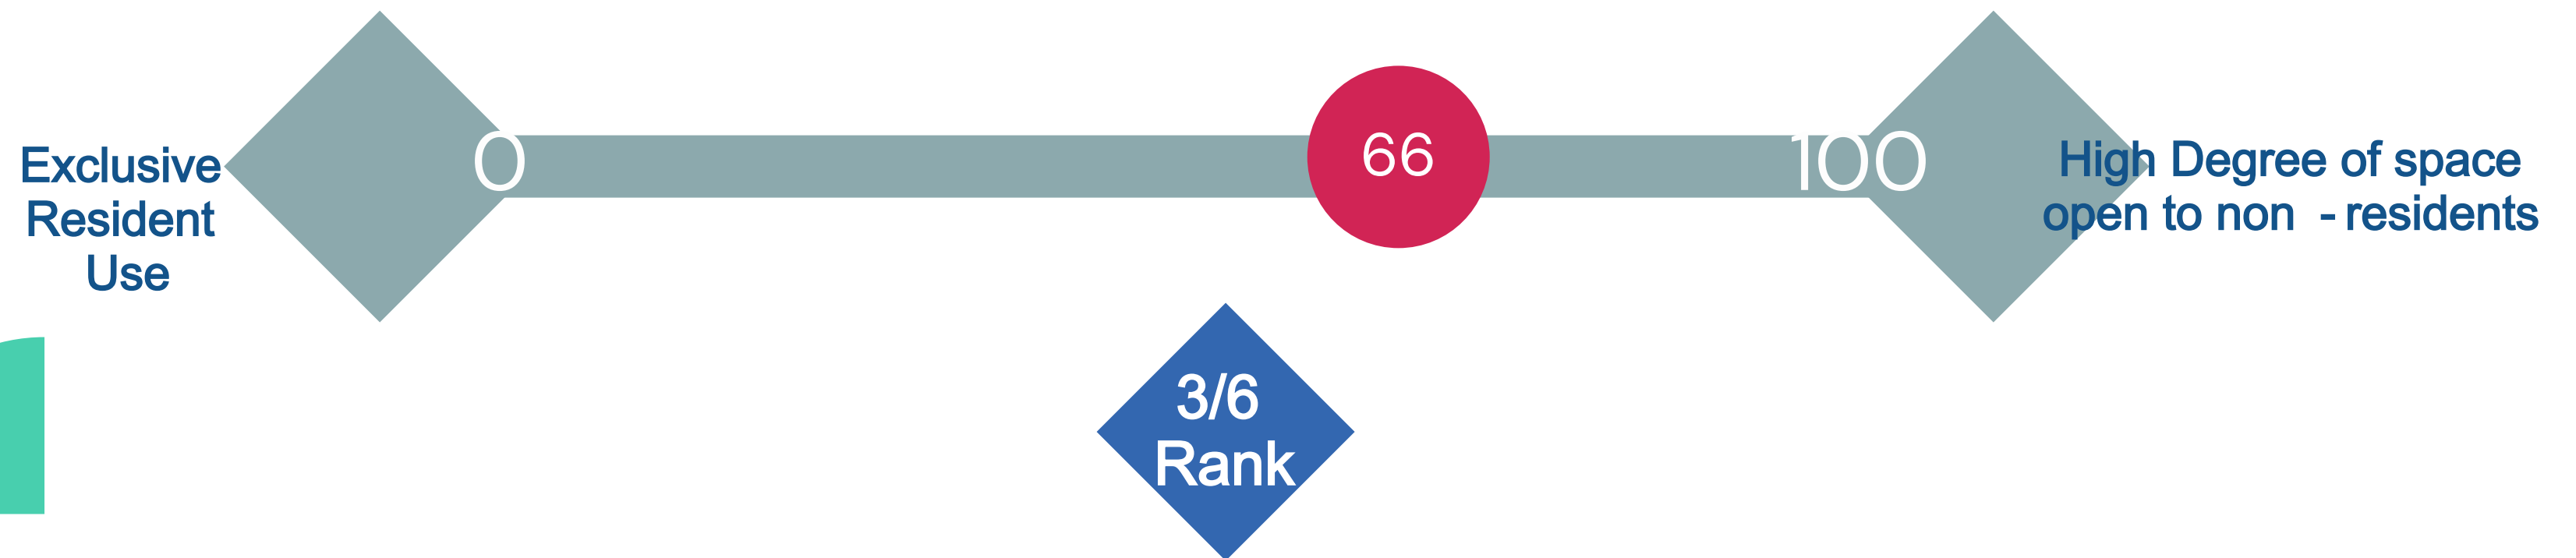 Exclusive
Resident
Use
0
66
100
High Degree of space
open to non - residents
3/6
Rank